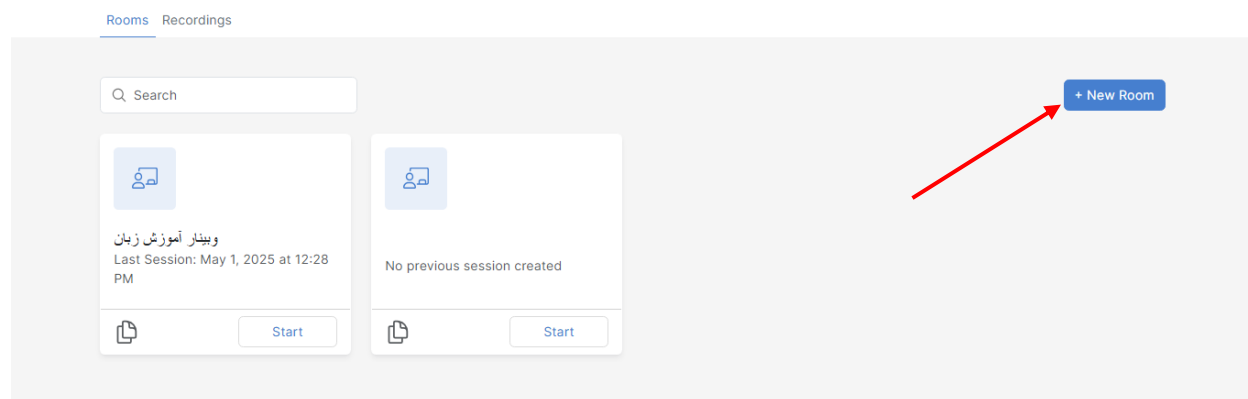 Rooms Recordings
Search
+ New Room
وبینار آموزش زبان
Last Session: May 1, 2025 at 12:28
PM
Start
No previous session created
Start